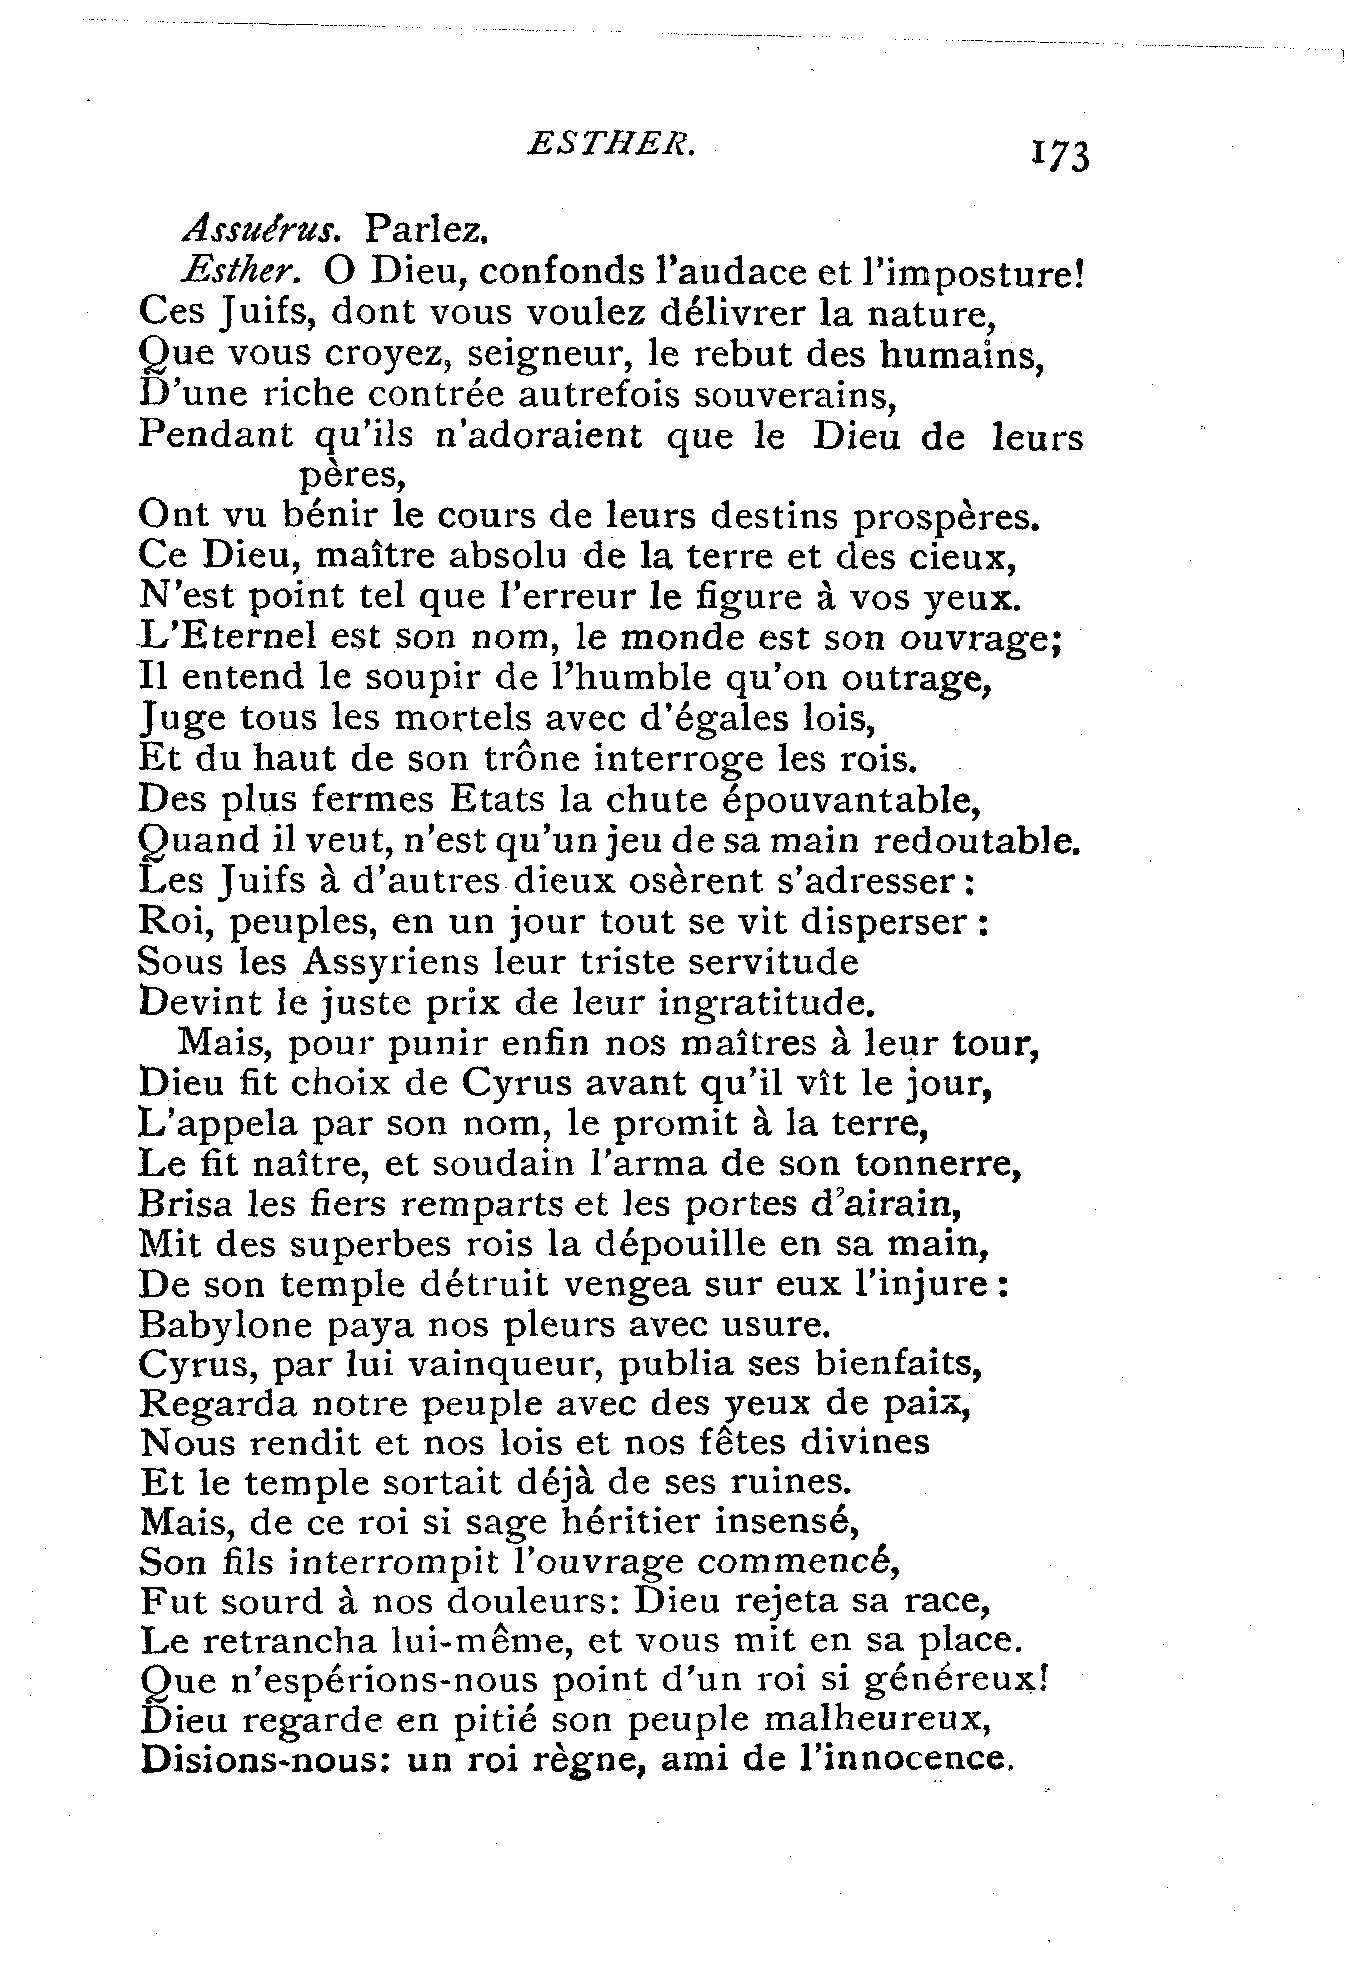 ESTHER. 173
Assuérus. Parlez.
Esther. O Dieu, confonds l'audace et l'imposture!
Ces Juifs, dont vous voulez délivrer la nature,
Que vous croyez, seigneur, le rebut des humains,
D'une riche contrée autrefois souverains,
Pendant qu'ils n'adoraient que le Dieu de leurs
pères,
Ont vu bénir le cours de leurs destins prospères.
Ce Dieu, maître absolu de la terre et des cieux,
N'est point tel que l'erreur le figure à vos yeux.
L'Eternel est son nom, le monde est son ouvrage;
Il entend le soupir de l'humble qu'on outrage,
Juge tous les mortels avec d'égales lois,
Et du haut de son trône interroge les rois.
Des plus fermes Etats la chute épouvantable,
Quand il veut, n'est qu'un jeu de sa main redoutable.
Les Juifs à d'autres dieux osèrent s'adresser :
Roi, peuples, en un jour tout se vit disperser :
Sous les Assyriens leur triste servitude
Devint le juste prix de leur ingratitude.
Mais, pour punir enfin nos maîtres à leur tour,
Dieu fit choix de Cyrus avant qu'il vît le jour,
L'appela par son nom, le promit à la terre,
Le fit naître, et soudain l'arma de son tonnerre,
Brisa les fiers remparts et les portes d'airain,
Mit des superbes rois la dépouille en sa main,
De son temple détruit vengea sur eux l'injure :
Babylone paya nos pleurs avec usure.
Cyrus, par lui vainqueur, publia ses bienfaits,
Regarda notre peuple avec des yeux de paix,
Nous rendit et nos lois et nos fêtes divines
Et le temple sortait déjà de ses ruines.
Mais, de ce roi si sage héritier insensé,
Son fils interrompit l'ouvrage commencé,
Fut sourd à nos douleurs: Dieu rejeta sa race,
Le retrancha lui-même, et vous mit en sa place.
Que n'espérions-nous point d'un roi si généreux!
Dieu regarde en pitié son peuple malheureux,
Disions-nous: un roi règne, ami de l'innocence.